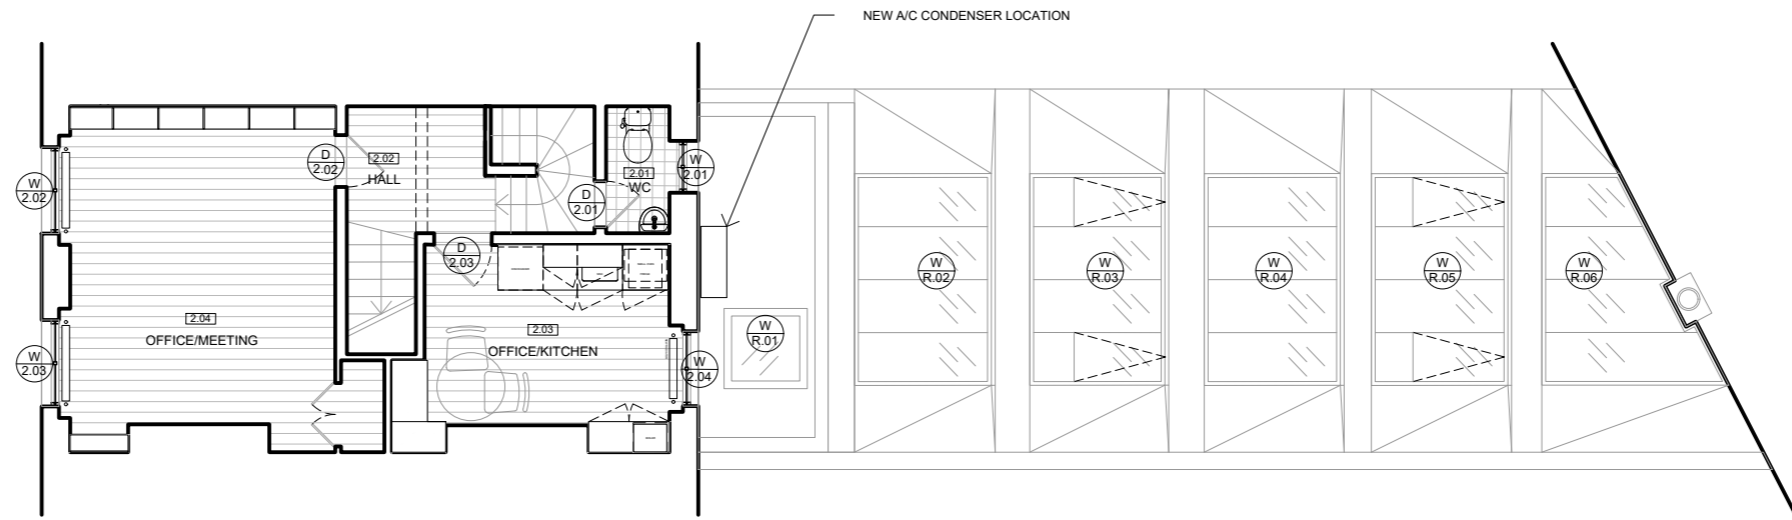 NEW A/C CONDENSER LOCATION
D
2.02
2.02
HALL
2.01
WC
W
2.01
W
2.02
D
2.01
D
2.03
W
R.02
W
R.03
W
R.04
W
R.05
W
R.06
2.04
OFFICE/MEETING
2.03
OFFICE/KITCHEN
W
R.01
W
2.03
W
2.04